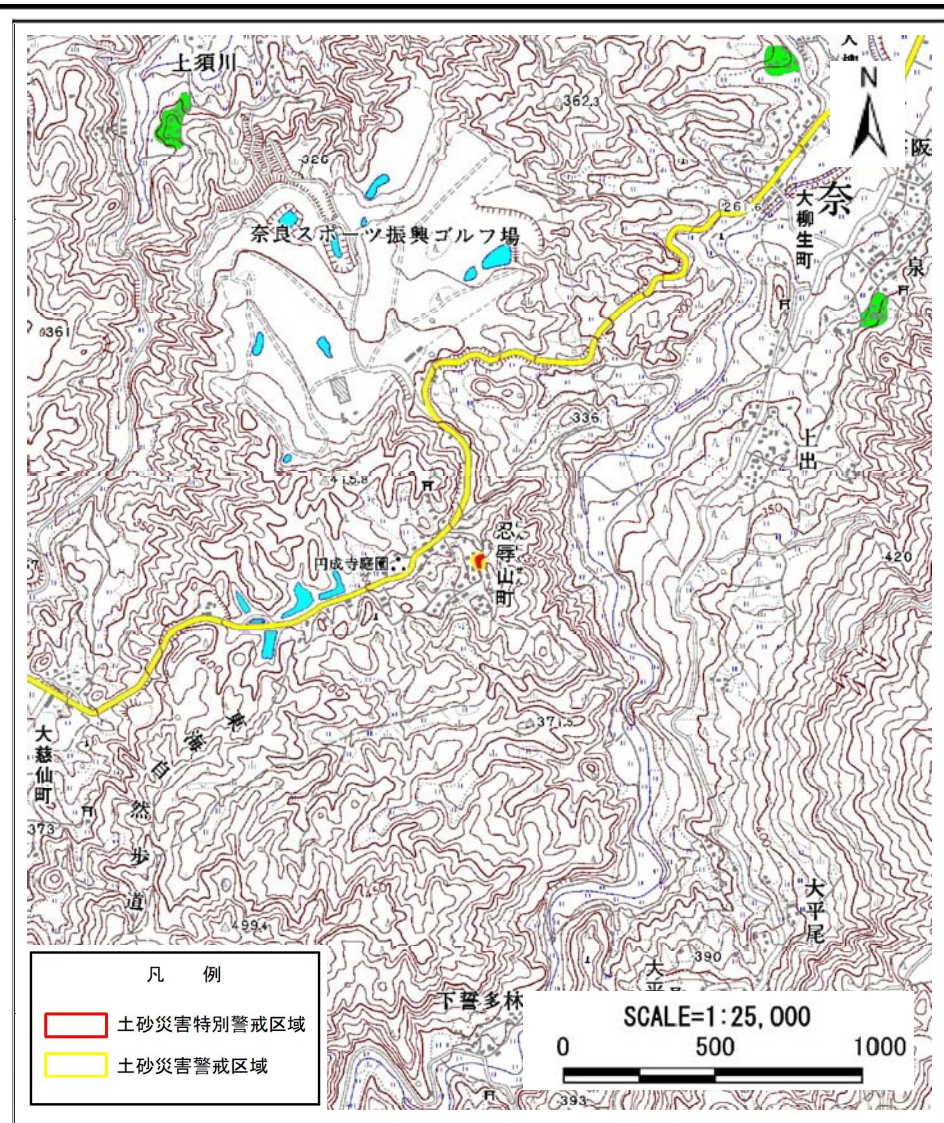 上須川
362.3
N
326
阪
奈
261.6
大柳生町
奈良スポーツ振興ゴルフ場
泉
361
336
上出
415.8
350
350
忍辱山町
420
円成寺庭園
371.5
東海自然歩道
大慈仙町
373
大平尾
499.4
390
凡 例
土砂災害特別警戒区域
土砂災害警戒区域
下誓多林
SCALE=1:25,000
0 500 1000
393